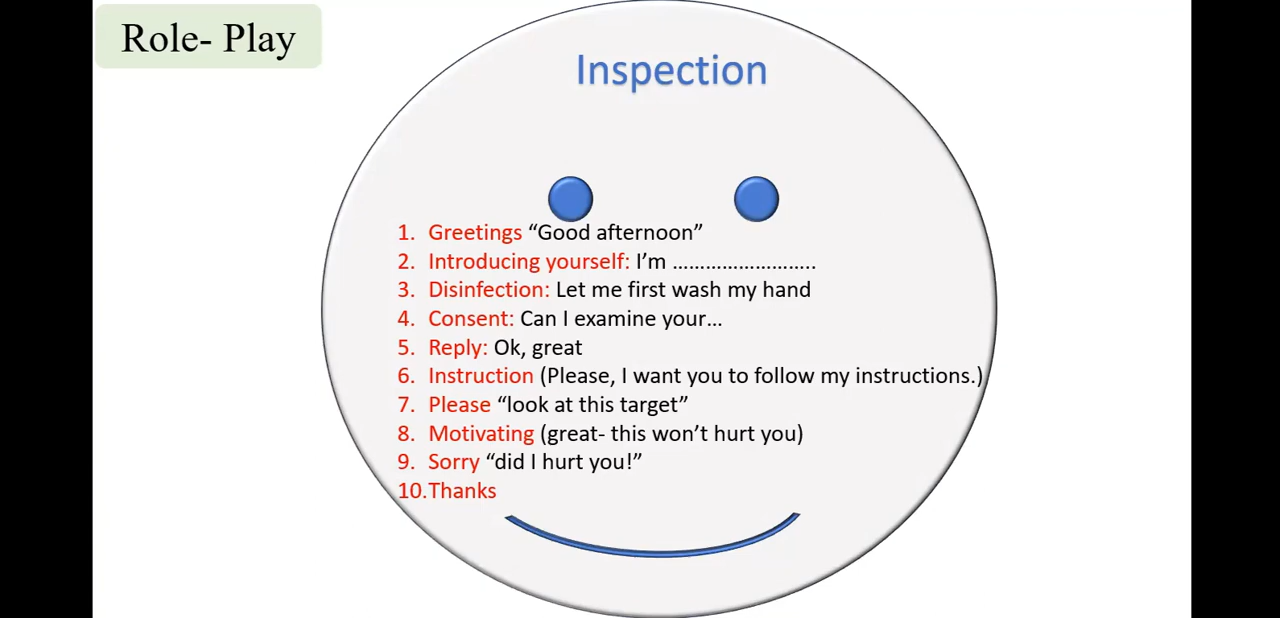 Role- Play
Inspection
1. Greetings “Good afternoon”
2. Introducing yourself: I’m ……………………..
3. Disinfection: Let me first wash my hand
4. Consent: Can I examine your…
5. Reply: Ok, great
6. Instruction (Please, I want you to follow my instructions.)
7. Please “look at this target”
8. Motivating (great- this won’t hurt you)
9. Sorry “did I hurt you!”
10.Thanks